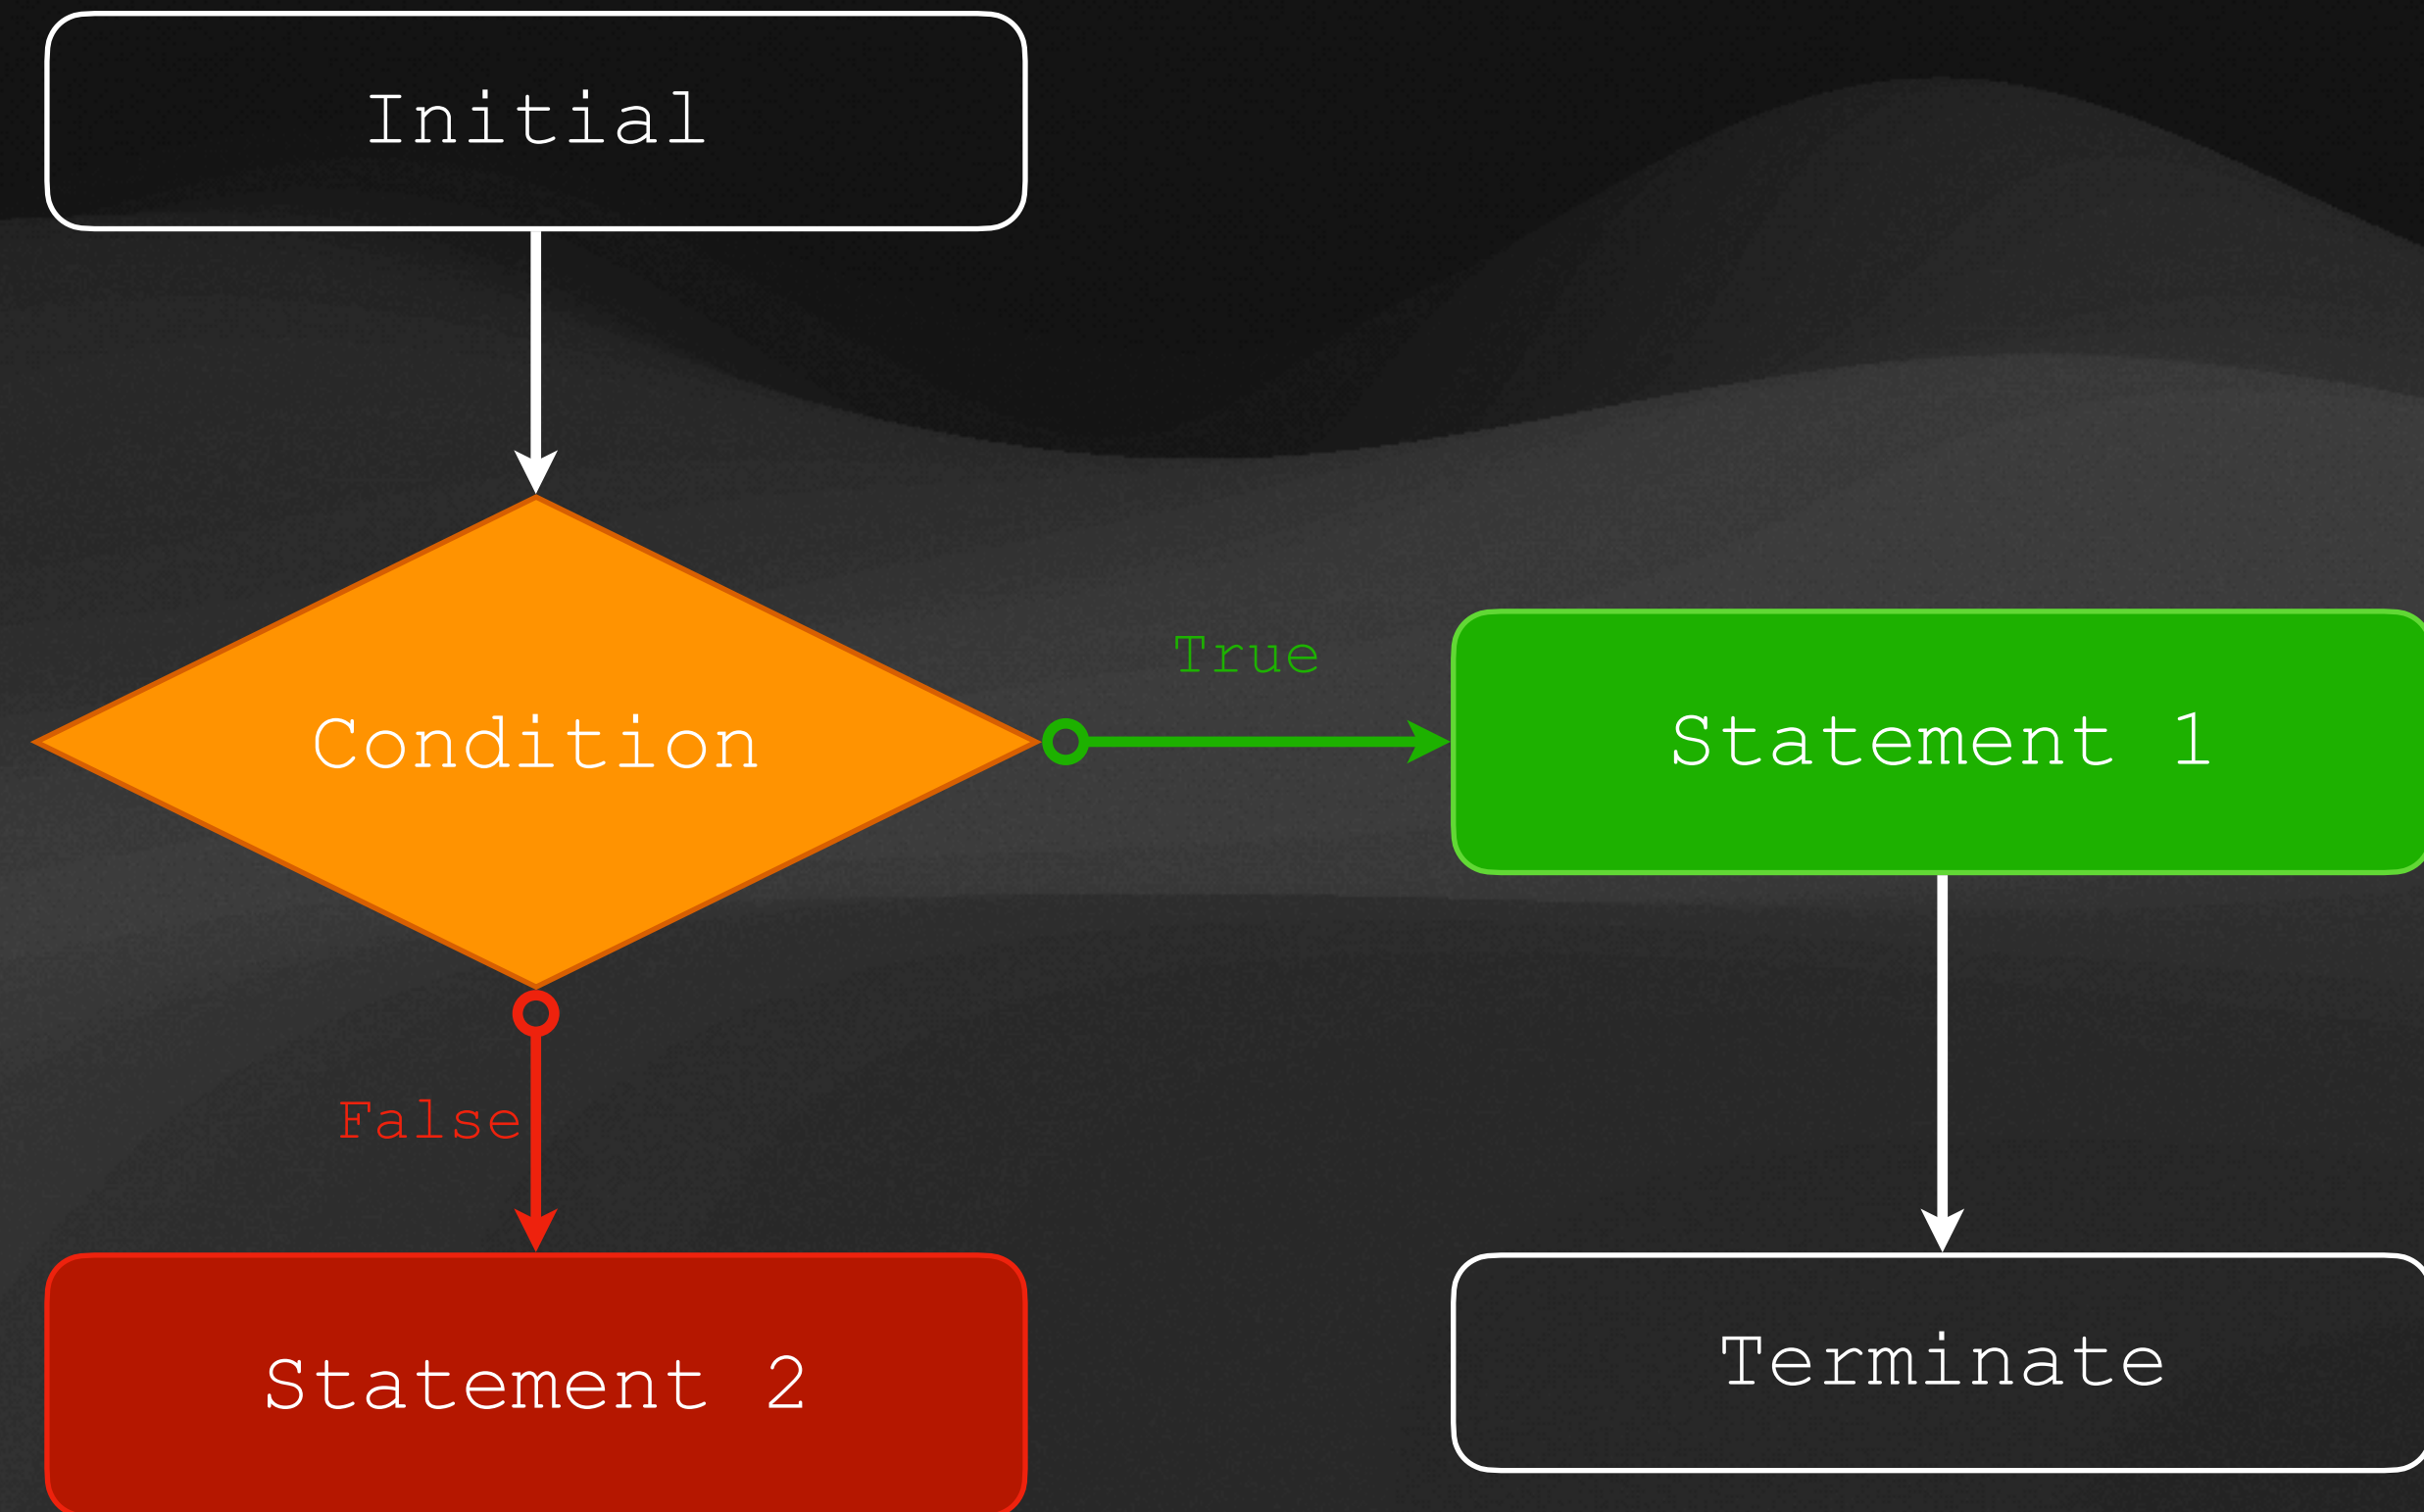 Initial
Condition
True
Statement 1
False
Statement 2
Terminate